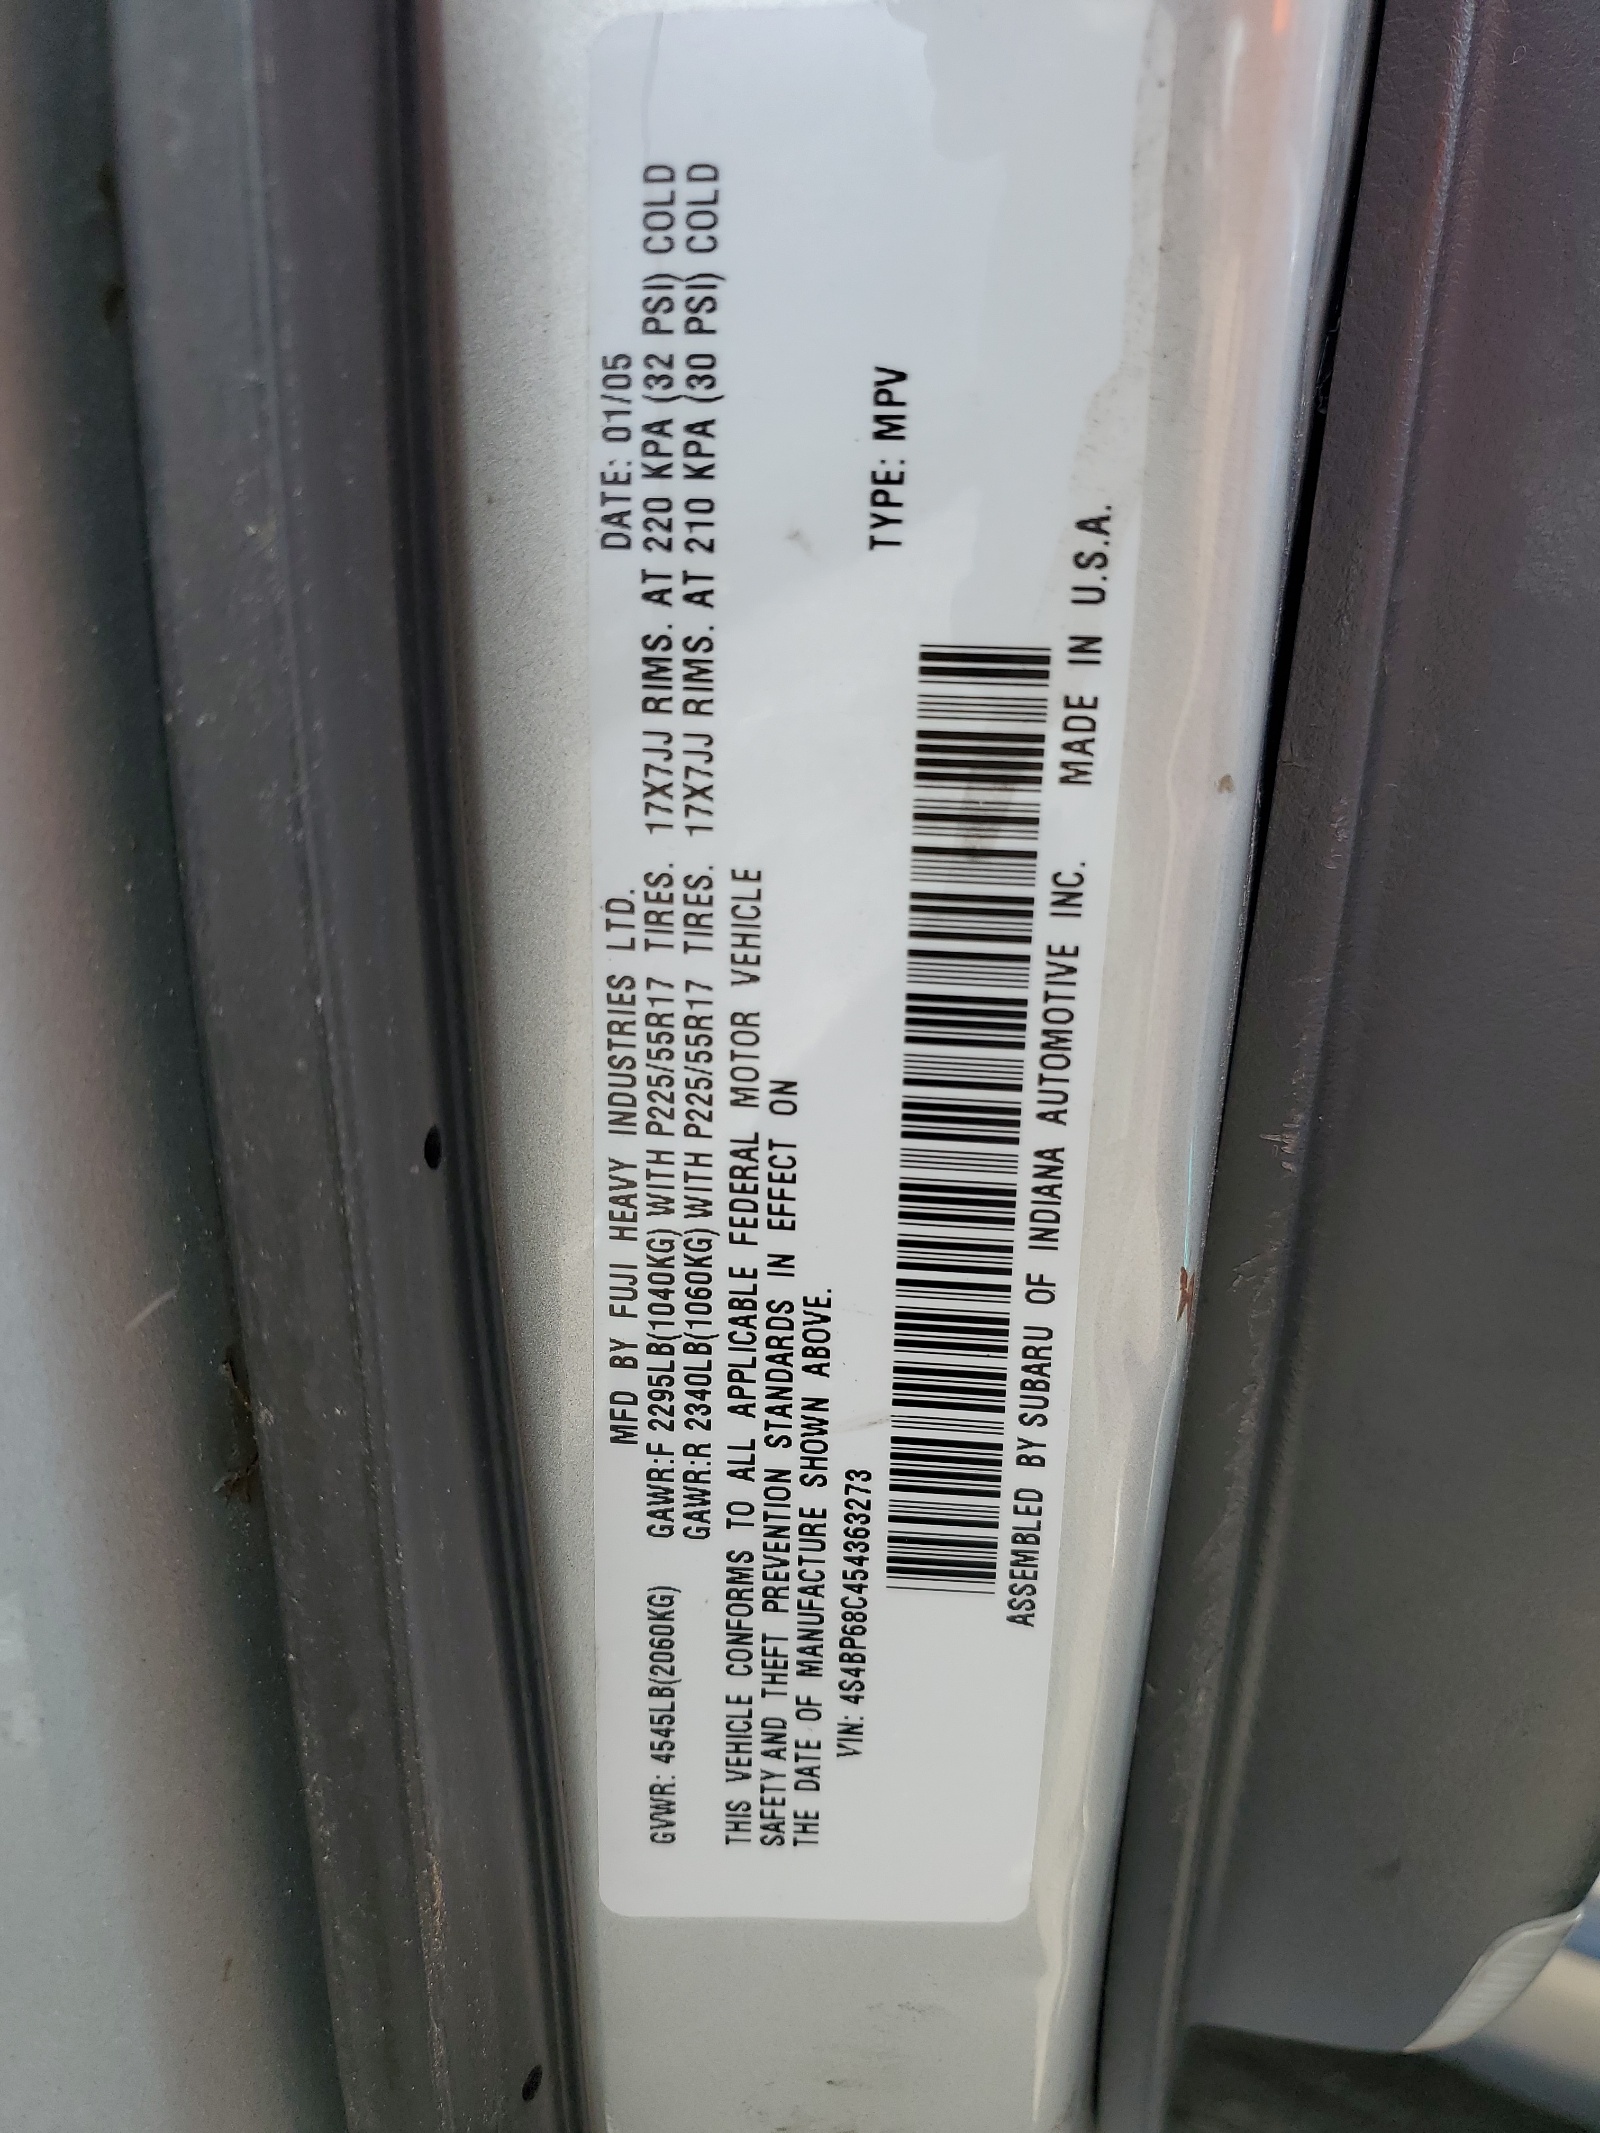 MFD BY FUJI HEAVY INDUSTRIES LTD. DATE: 01/05
GVWR: 4545LB(2060KG) GAWR:F 2295LB(1040KG) WITH P225/55R17 TIRES. 17X7JJ RIMS. AT 220 KPA (32 PSI) COLD
GAWR:R 2340LB(1060KG) WITH P225/55R17 TIRES. 17X7JJ RIMS. AT 210 KPA (30 PSI) COLD
THIS VEHICLE CONFORMS TO ALL APPLICABLE FEDERAL MOTOR VEHICLE
SAFETY AND THEFT PREVENTION STANDARDS IN EFFECT ON
THE DATE OF MANUFACTURE SHOWN ABOVE.
VIN: 4S4BP68C454363273 TYPE: MPV
ASSEMBLED BY SUBARU OF INDIANA AUTOMOTIVE INC. MADE IN U.S.A.